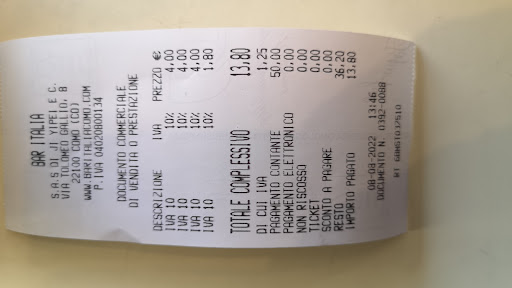 BAR ITALIA
S.A.S DI JI YIPEI E C.
VIA TOLOMEO GALLIO, 8
22100 COMO (CO)
WWW.BARITALIACOMO.COM
P.IVA 04020800134
DOCUMENTO COMMERCIALE
DI VENDITA O PRESTAZIONE
DESCRIZIONE IVA PREZZO €
IVA 10 10% 4,00
IVA 10 10% 4,00
IVA 10 10% 4,00
IVA 10 10% 1,80
TOTALE COMPLESSIVO 13,80
DI CUI IVA 1,25
PAGAMENTO CONTANTE 50,00
PAGAMENTO ELETTRONICO 0,00
NON RISCOSSO 0,00
TICKET 0,00
SCONTO A PAGARE 0,00
RESTO 36,20
IMPORTO PAGATO 13,80
08-08-2022 13:46
DOCUMENTO N. 0392-0088
RT